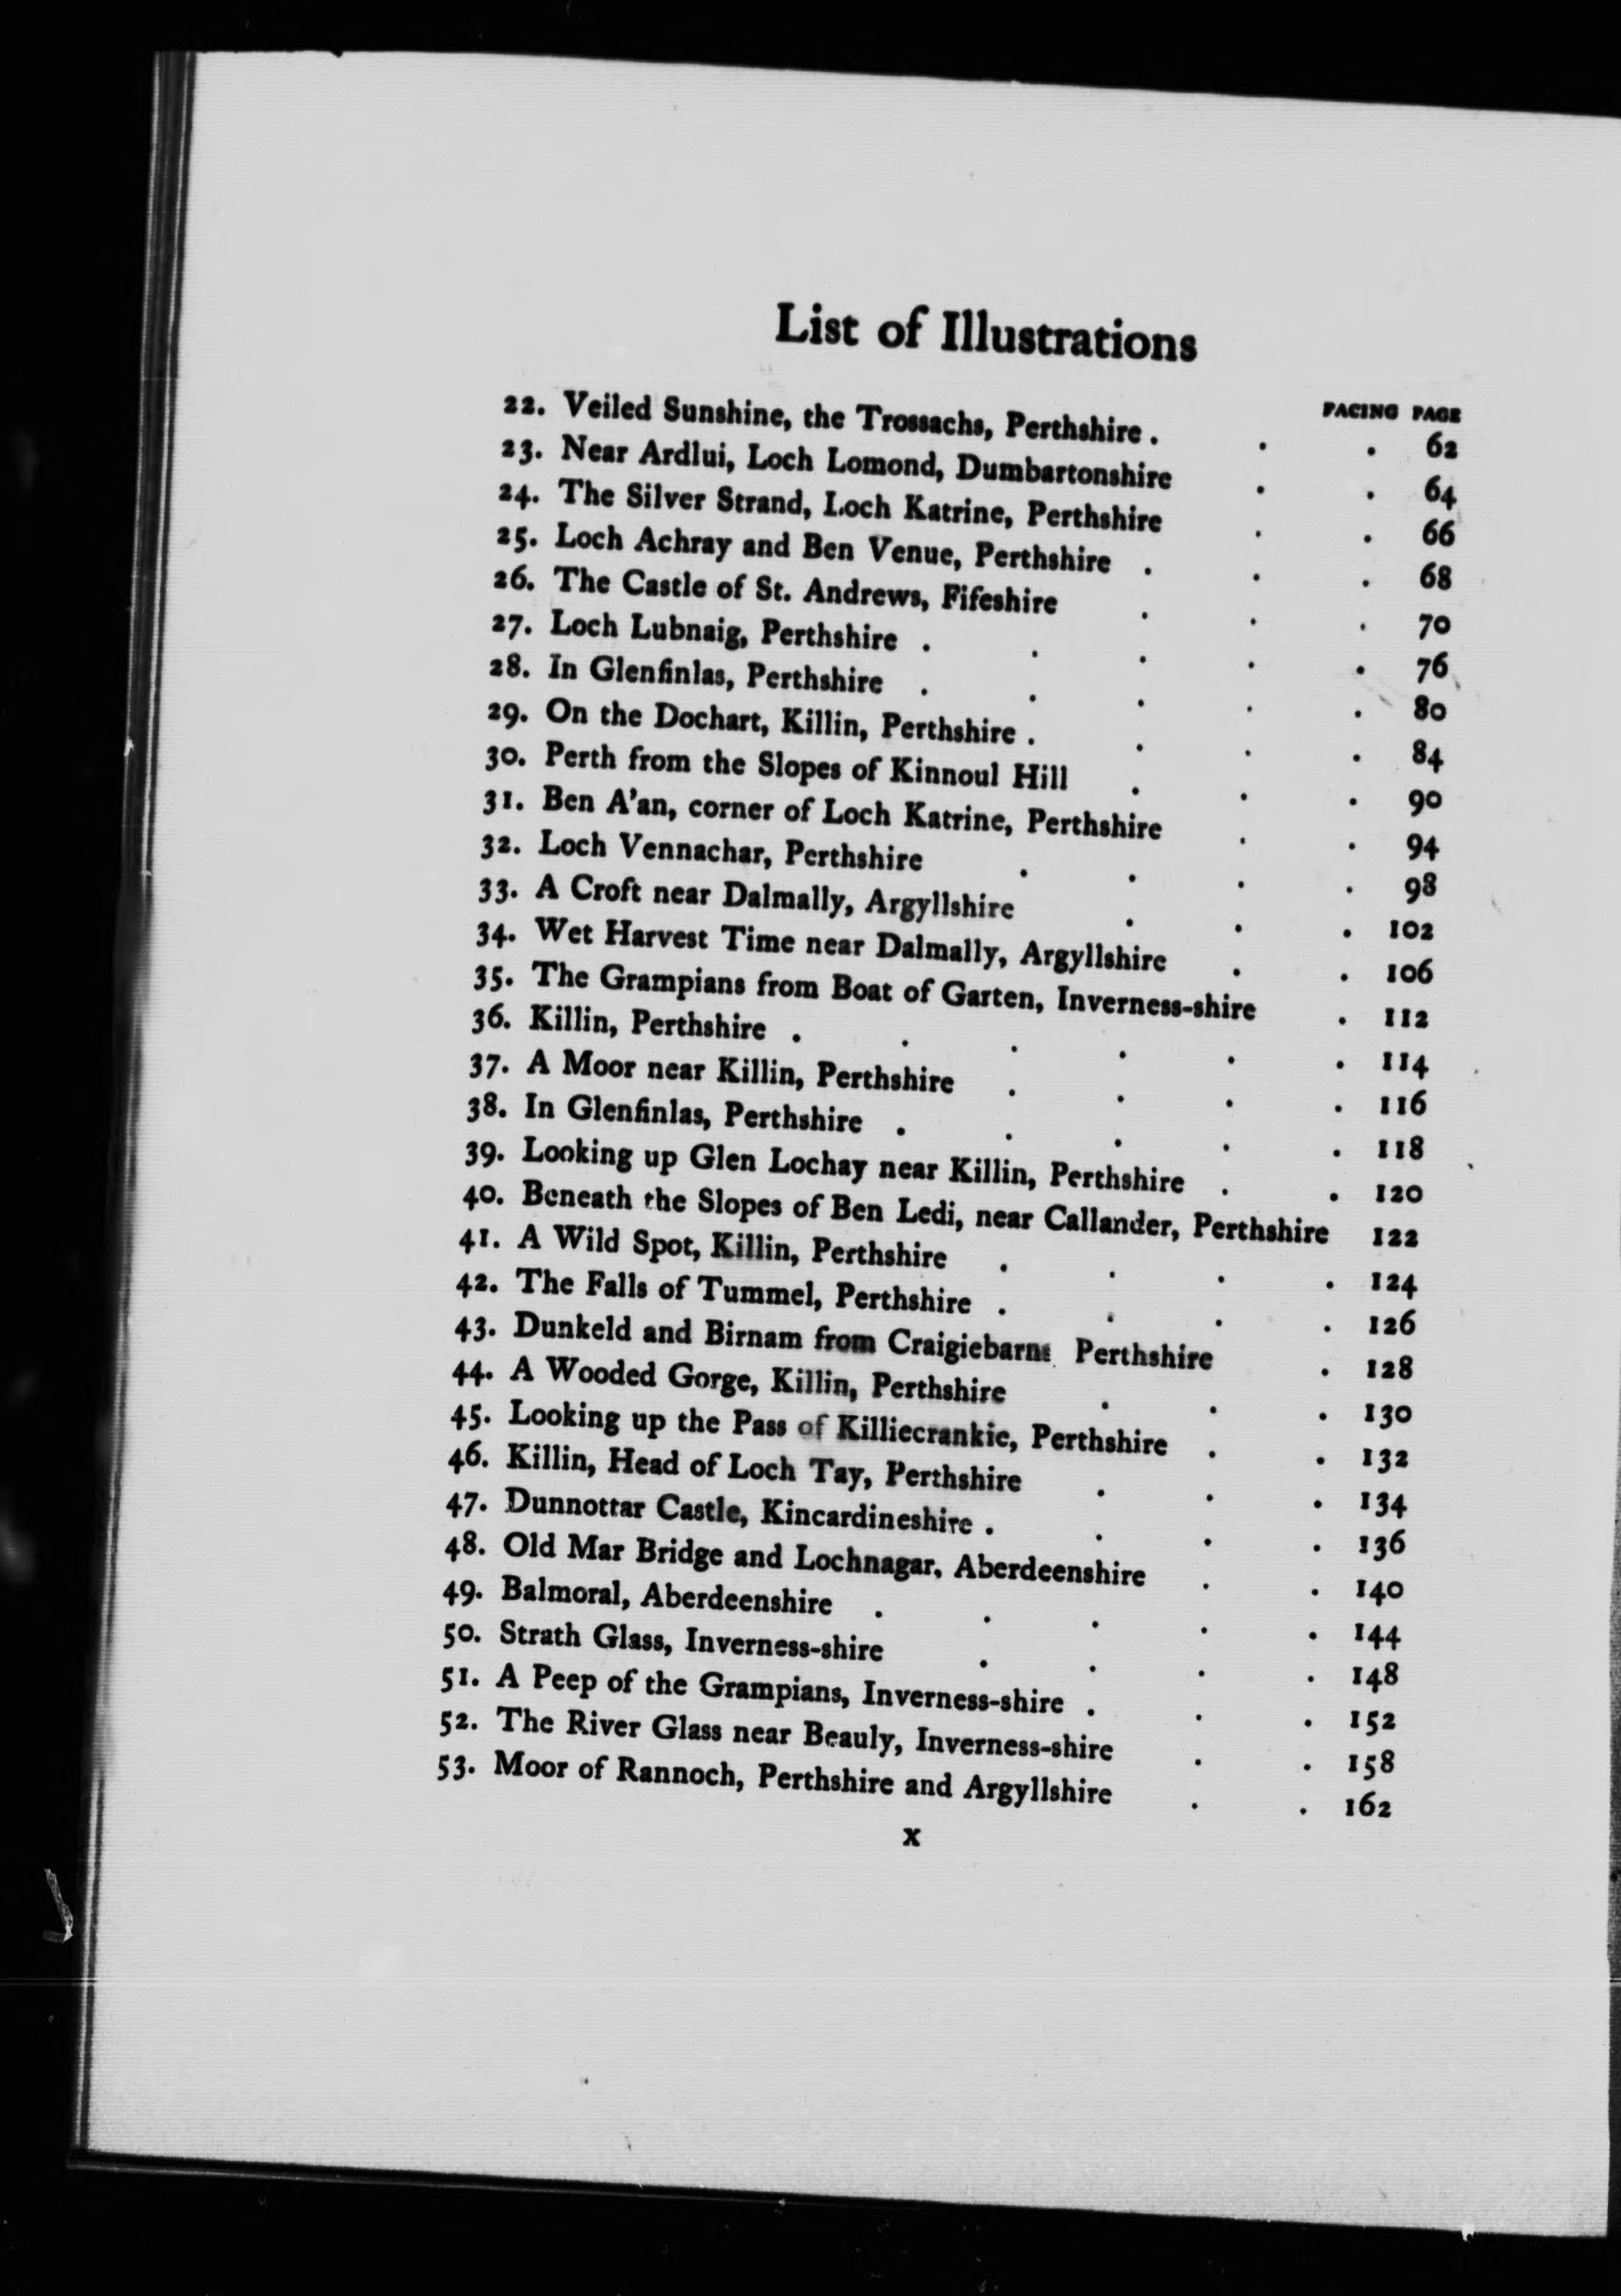 List of Illustrations
FACING PAGE
22. Veiled Sunshine, the Trossachs, Perthshire . . . 62
23. Near Ardlui, Loch Lomond, Dumbartonshire . . 64
24. The Silver Strand, Loch Katrine, Perthshire . . 66
25. Loch Achray and Ben Venue, Perthshire . . . 68
26. The Castle of St. Andrews, Fifeshire . . . 70
27. Loch Lubnaig, Perthshire . . . . . 76
28. In Glenfinlas, Perthshire . . . . . 80
29. On the Dochart, Killin, Perthshire . . . . 84
30. Perth from the Slopes of Kinnoul Hill . . . 90
31. Ben A'an, corner of Loch Katrine, Perthshire . . 94
32. Loch Vennachar, Perthshire . . . . 98
33. A Croft near Dalmally, Argyllshire . . . 102
34. Wet Harvest Time near Dalmally, Argyllshire . . 106
35. The Grampians from Boat of Garten, Inverness-shire . 112
36. Killin, Perthshire . . . . . . 114
37. A Moor near Killin, Perthshire . . . . 116
38. In Glenfinlas, Perthshire . . . . . 118
39. Looking up Glen Lochay near Killin, Perthshire . . 120
40. Beneath the Slopes of Ben Ledi, near Callander, Perthshire 122
41. A Wild Spot, Killin, Perthshire . . . . 124
42. The Falls of Tummel, Perthshire . . . . 126
43. Dunkeld and Birnam from Craigiebarns Perthshire . 128
44. A Wooded Gorge, Killin, Perthshire . . . 130
45. Looking up the Pass of Killiecrankie, Perthshire . . 132
46. Killin, Head of Loch Tay, Perthshire . . . 134
47. Dunnottar Castle, Kincardineshire . . . . 136
48. Old Mar Bridge and Lochnagar, Aberdeenshire . . 140
49. Balmoral, Aberdeenshire . . . . . 144
50. Strath Glass, Inverness-shire . . . . 148
51. A Peep of the Grampians, Inverness-shire . . . 152
52. The River Glass near Beauly, Inverness-shire . . 158
53. Moor of Rannoch, Perthshire and Argyllshire . . 162
x